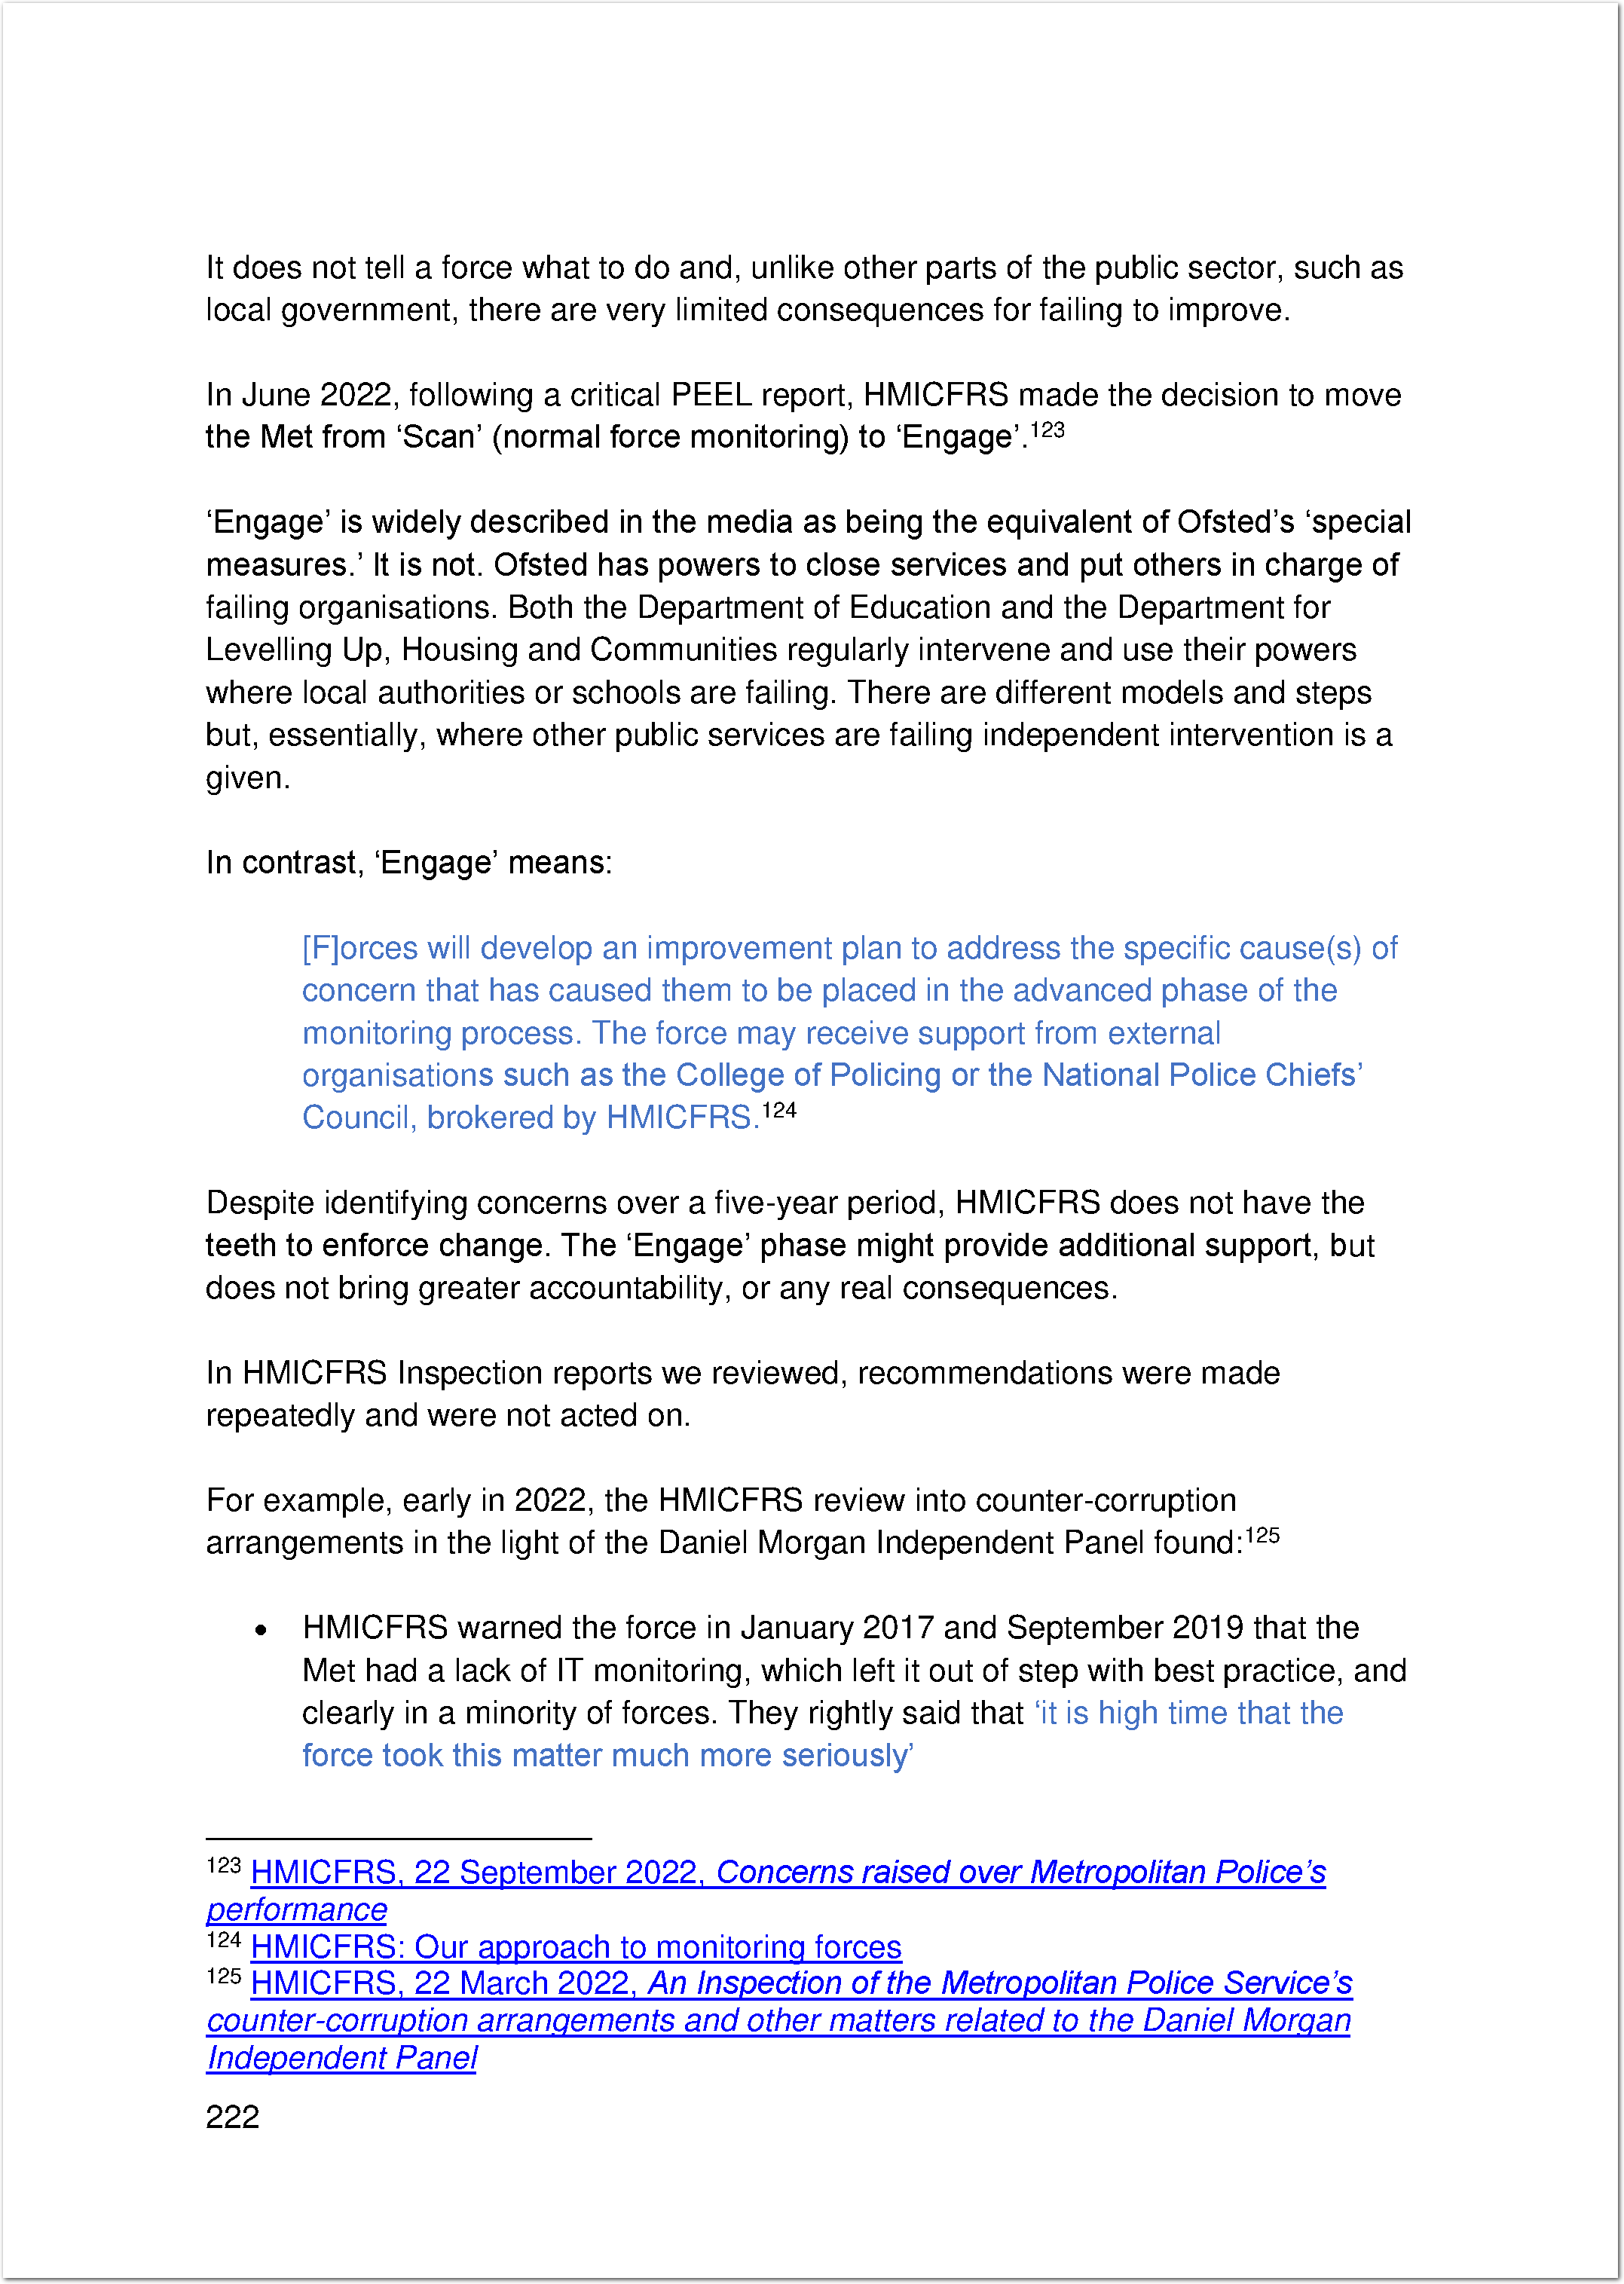 It does not tell a force what to do and, unlike other parts of the public sector, such as
local government, there are very limited consequences for failing to improve.
In June 2022, following a critical PEEL report, HMICFRS made the decision to move
the Met from ‘Scan’ (normal force monitoring) to ‘Engage’.123
‘Engage’ is widely described in the media as being the equivalent of Ofsted’s ‘special
measures.’ It is not. Ofsted has powers to close services and put others in charge of
failing organisations. Both the Department of Education and the Department for
Levelling Up, Housing and Communities regularly intervene and use their powers
where local authorities or schools are failing. There are different models and steps
but, essentially, where other public services are failing independent intervention is a
given.
In contrast, ‘Engage’ means:
[F]orces will develop an improvement plan to address the specific cause(s) of
concern that has caused them to be placed in the advanced phase of the
monitoring process. The force may receive support from external
organisations such as the College of Policing or the National Police Chiefs’
Council, brokered by HMICFRS.124
Despite identifying concerns over a five-year period, HMICFRS does not have the
teeth to enforce change. The ‘Engage’ phase might provide additional support, but
does not bring greater accountability, or any real consequences.
In HMICFRS Inspection reports we reviewed, recommendations were made
repeatedly and were not acted on.
For example, early in 2022, the HMICFRS review into counter-corruption
arrangements in the light of the Daniel Morgan Independent Panel found:125
• HMICFRS warned the force in January 2017 and September 2019 that the
Met had a lack of IT monitoring, which left it out of step with best practice, and
clearly in a minority of forces. They rightly said that ‘it is high time that the
force took this matter much more seriously’
123 HMICFRS, 22 September 2022, Concerns raised over Metropolitan Police’s
performance
124 HMICFRS: Our approach to monitoring forces
125 HMICFRS, 22 March 2022, An Inspection of the Metropolitan Police Service’s
counter-corruption arrangements and other matters related to the Daniel Morgan
Independent Panel
222